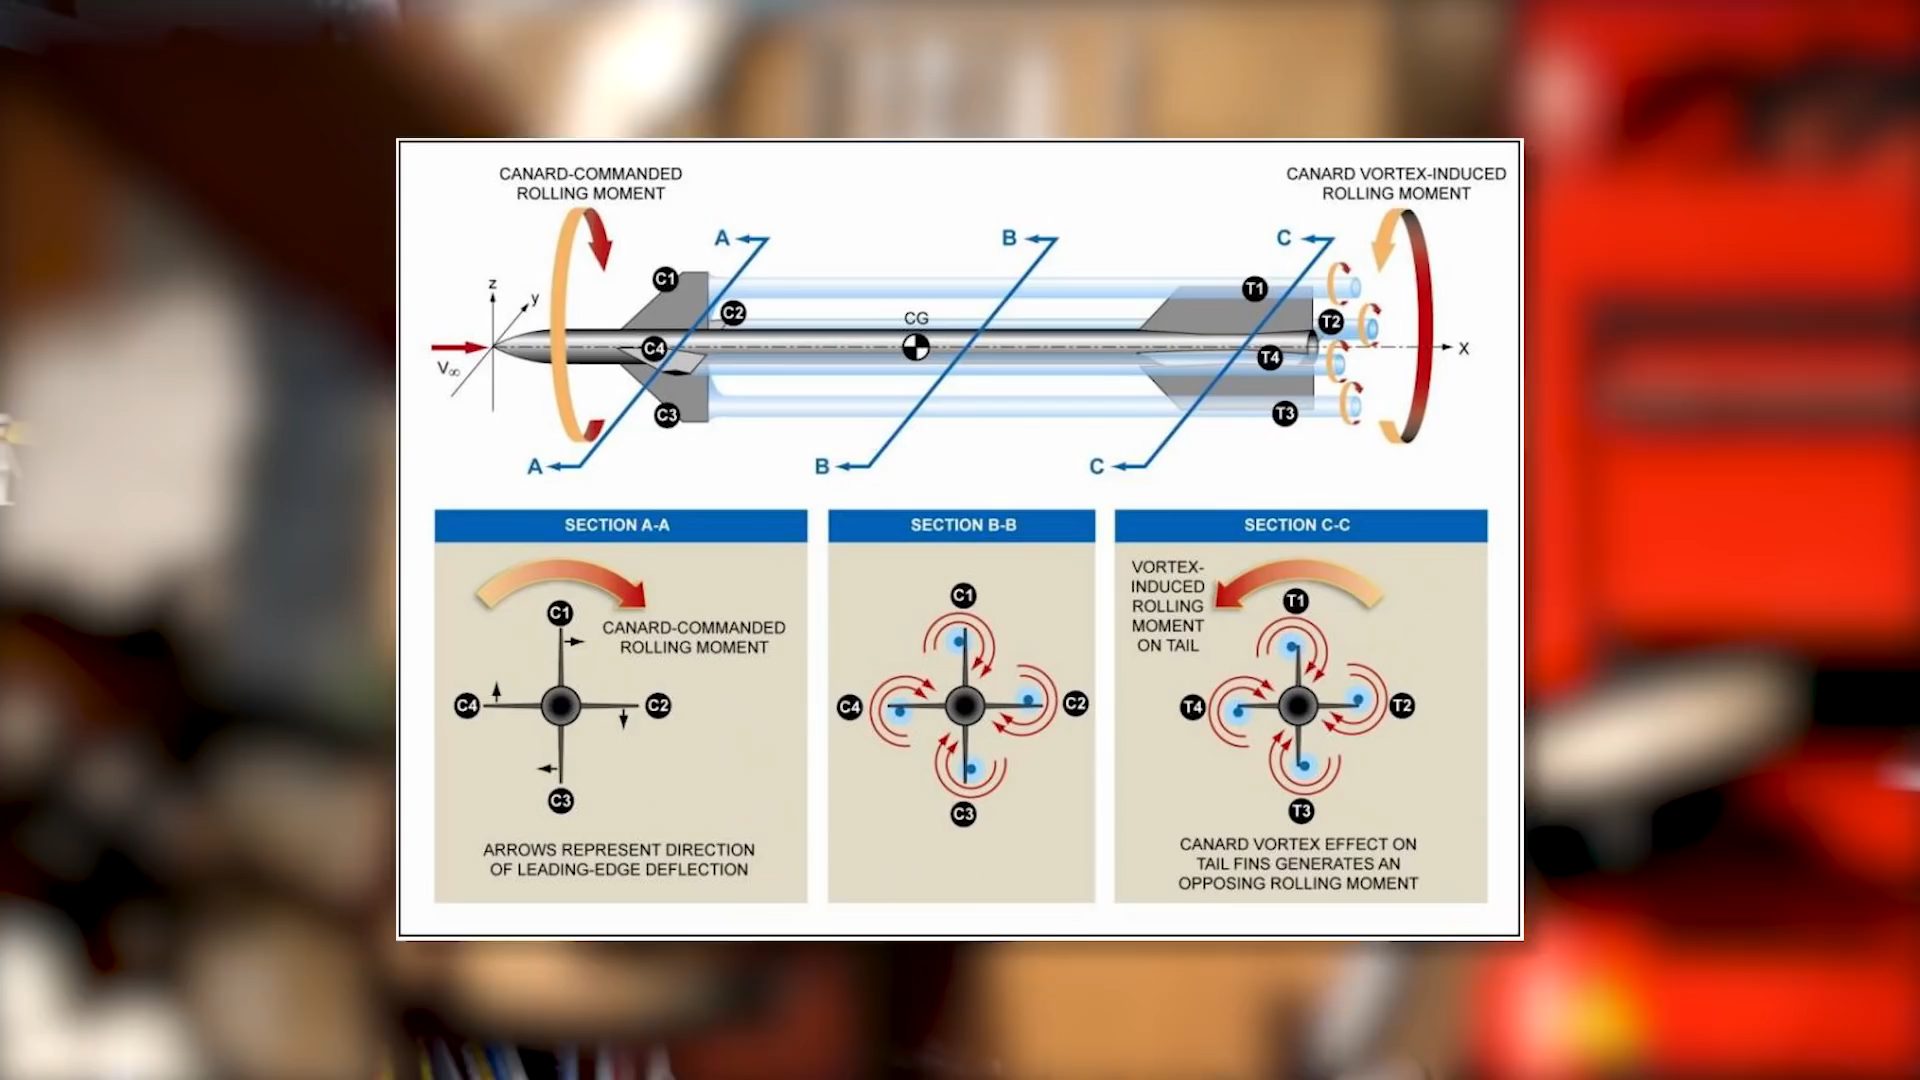 CANARD-COMMANDED
ROLLING MOMENT
CANARD VORTEX-INDUCED
ROLLING MOMENT
A
B
C
C1
T1
z
y
C2
CG
T2
V∞
C4
T4
X
C3
T3
A
B
C
SECTION A-A
C1
CANARD-COMMANDED
ROLLING MOMENT
C4
C2
C3
ARROWS REPRESENT DIRECTION
OF LEADING-EDGE DEFLECTION
SECTION B-B
C1
C4
C2
C3
SECTION C-C
VORTEX-
INDUCED
ROLLING
MOMENT
ON TAIL
T1
T4
T2
T3
CANARD VORTEX EFFECT ON
TAIL FINS GENERATES AN
OPPOSING ROLLING MOMENT